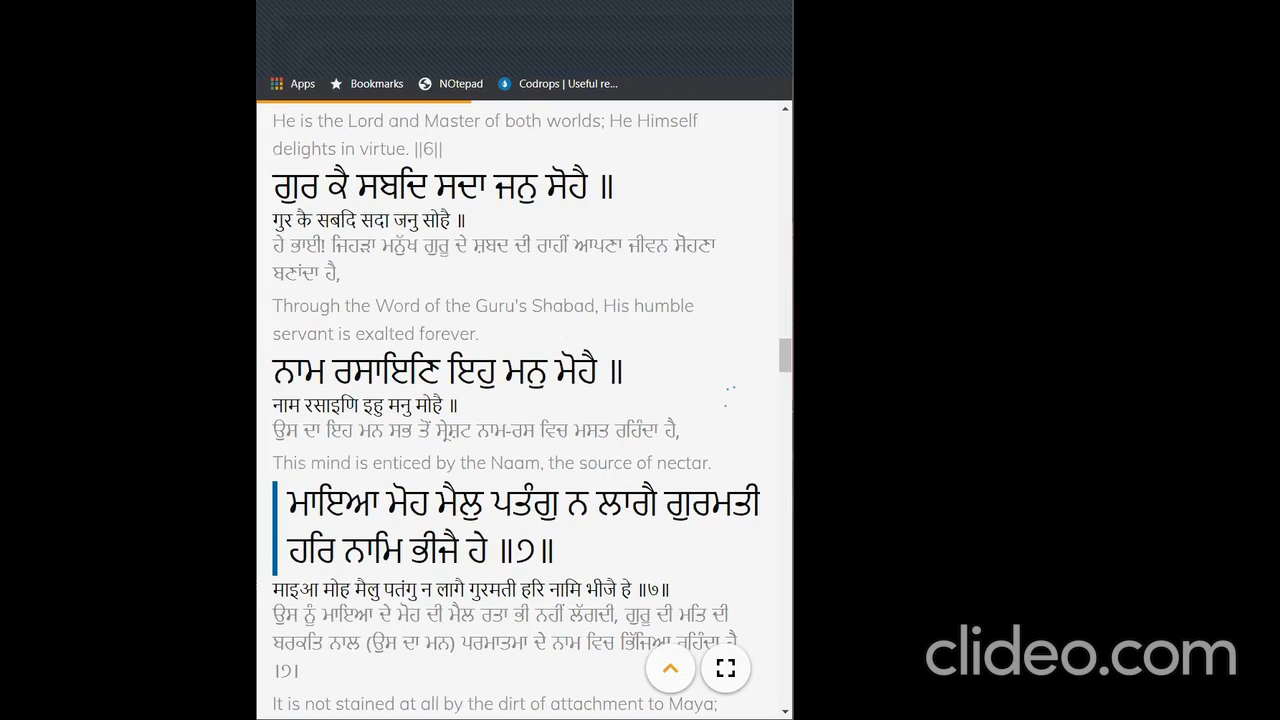 Apps Bookmarks NOtepad Codrops | Useful re...
He is the Lord and Master of both worlds; He Himself
delights in virtue. ||6||
ਗੁਰ ਕੈ ਸਬਦਿ ਸਦਾ ਜਨੁ ਸੋਹੈ ॥
गुर कै सबदि सदा जनु सोहै ॥
ਹੇ ਭਾਈ! ਜਿਹੜਾ ਮਨੁੱਖ ਗੁਰੂ ਦੇ ਸ਼ਬਦ ਦੀ ਰਾਹੀਂ ਆਪਣਾ ਜੀਵਨ ਸੋਹਣਾ
ਬਣਾਂਦਾ ਹੈ,
Through the Word of the Guru's Shabad, His humble
servant is exalted forever.
ਨਾਮ ਰਸਾਇਣਿ ਇਹੁ ਮਨੁ ਮੋਹੈ ॥
नाम रसाइणि इहु मनु मोहै ॥
ਉਸ ਦਾ ਇਹ ਮਨ ਸਭ ਤੋਂ ਸ੍ਰੇਸ਼ਟ ਨਾਮ-ਰਸ ਵਿਚ ਮਸਤ ਰਹਿੰਦਾ ਹੈ,
This mind is enticed by the Naam, the source of nectar.
ਮਾਇਆ ਮੋਹ ਮੈਲੁ ਪਤੰਗੁ ਨ ਲਾਗੈ ਗੁਰਮਤੀ
ਹਰਿ ਨਾਮਿ ਭੀਜੈ ਹੇ ॥੭॥
माइआ मोह मैलु पतंगु न लागै गुरमती हरि नामि भीजै हे ॥७॥
ਉਸ ਨੂੰ ਮਾਇਆ ਦੇ ਮੋਹ ਦੀ ਮੈਲ ਰਤਾ ਭੀ ਨਹੀਂ ਲੱਗਦੀ, ਗੁਰੂ ਦੀ ਮਤਿ ਦੀ
ਬਰਕਤਿ ਨਾਲ (ਉਸ ਦਾ ਮਨ) ਪਰਮਾਤਮਾ ਦੇ ਨਾਮ ਵਿਚ ਭਿੱਜਿਆ ਰਹਿੰਦਾ ਹੈ
।੭।
It is not stained at all by the dirt of attachment to Maya;
clideo.com